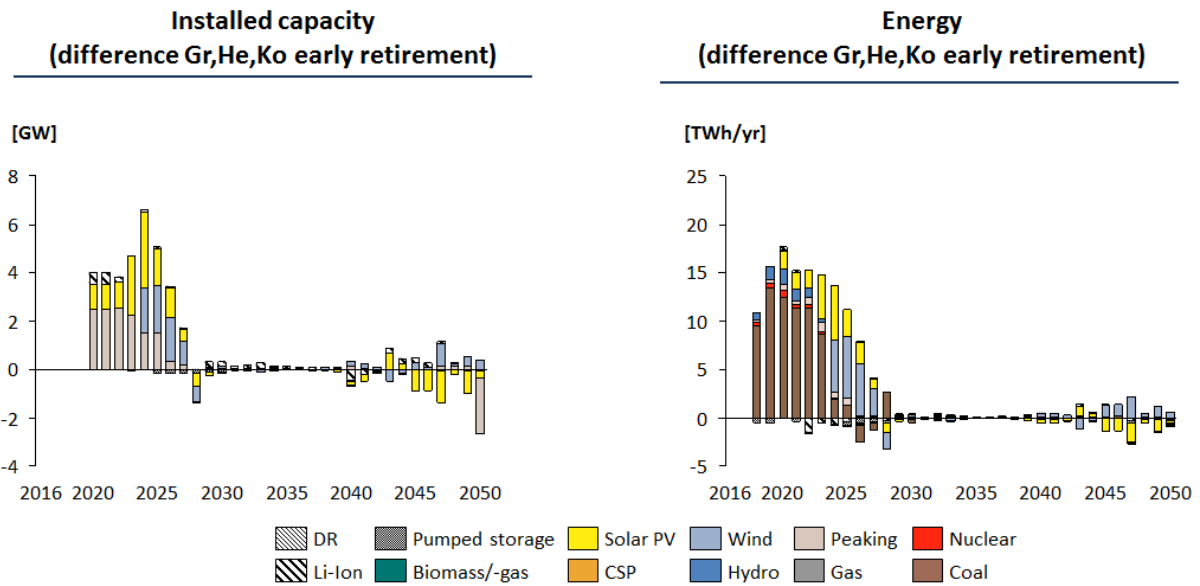 Installed capacity
(difference Gr,He,Ko early retirement)
[GW]
8
6
4
2
0
-2
-4
2016 2020 2025 2030 2035 2040 2045 2050
Energy
(difference Gr,He,Ko early retirement)
[TWh/yr]
25
20
15
10
5
0
-5
2016 2020 2025 2030 2035 2040 2045 2050
DR Pumped storage Solar PV Wind Peaking Nuclear
Li-Ion Biomass/-gas CSP Hydro Gas Coal